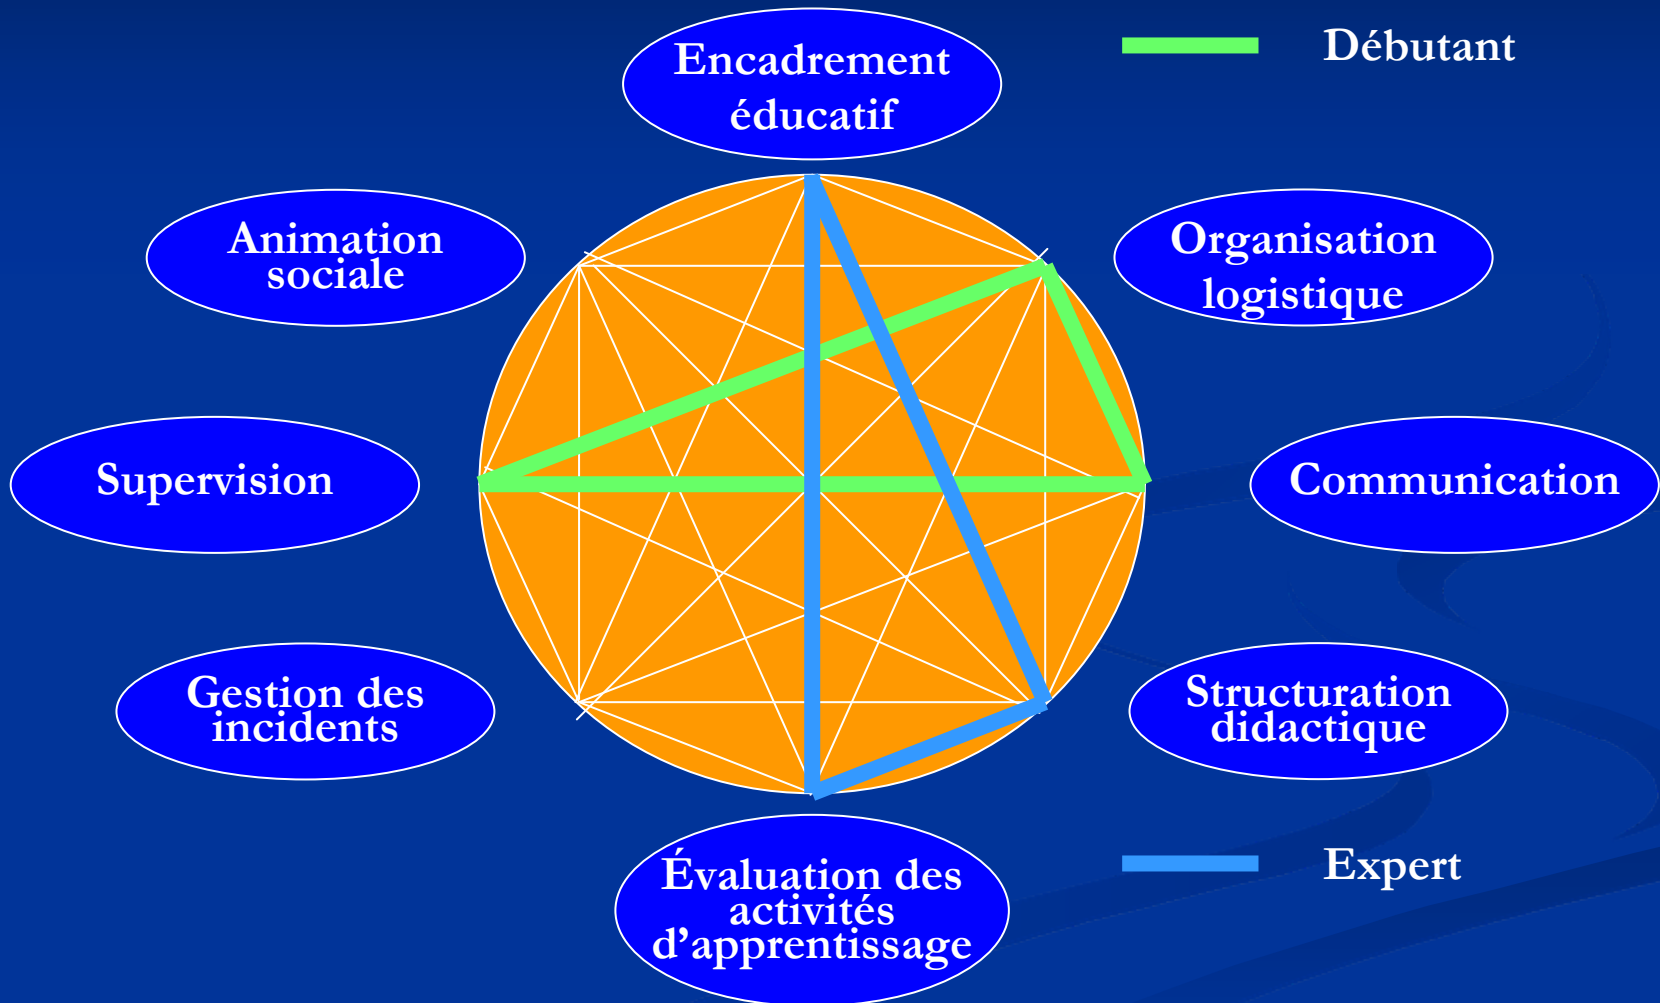 Encadrement
éducatif
Débutant
Animation
sociale
Organisation
logistique
Supervision
Communication
Gestion des
incidents
Structuration
didactique
Évaluation des
activités
d’apprentissage
Expert